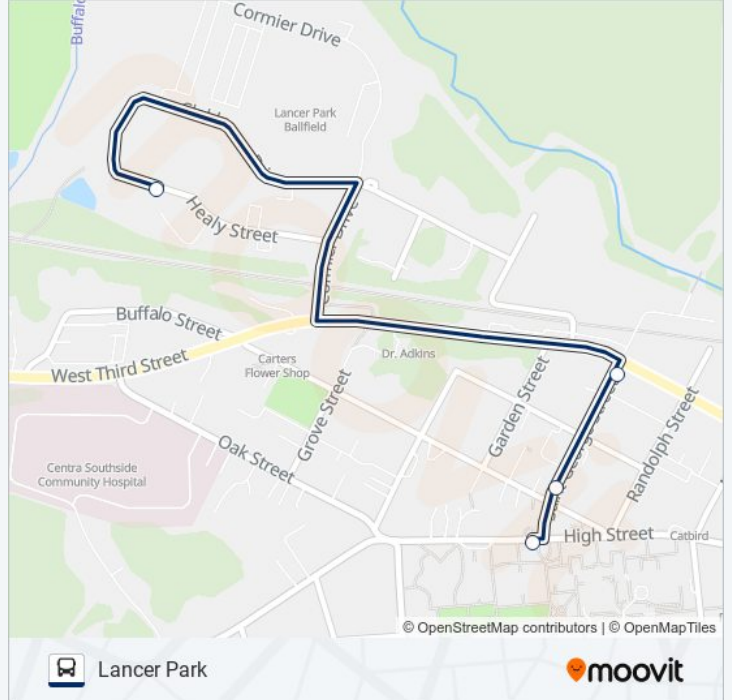 Cormier Drive
Buffalo
Lancer Park
Ballfield
Healy Street
Cormier Drive
Buffalo Street
West Third Street
Carters
Flower Shop
Dr. Adkins
Grove Street
Garden Street
Randolph Street
Oak Street
Centra Southside
Community Hospital
High Street
Catbird
© OpenStreetMap contributors | © OpenMapTiles
Lancer Park
moovit